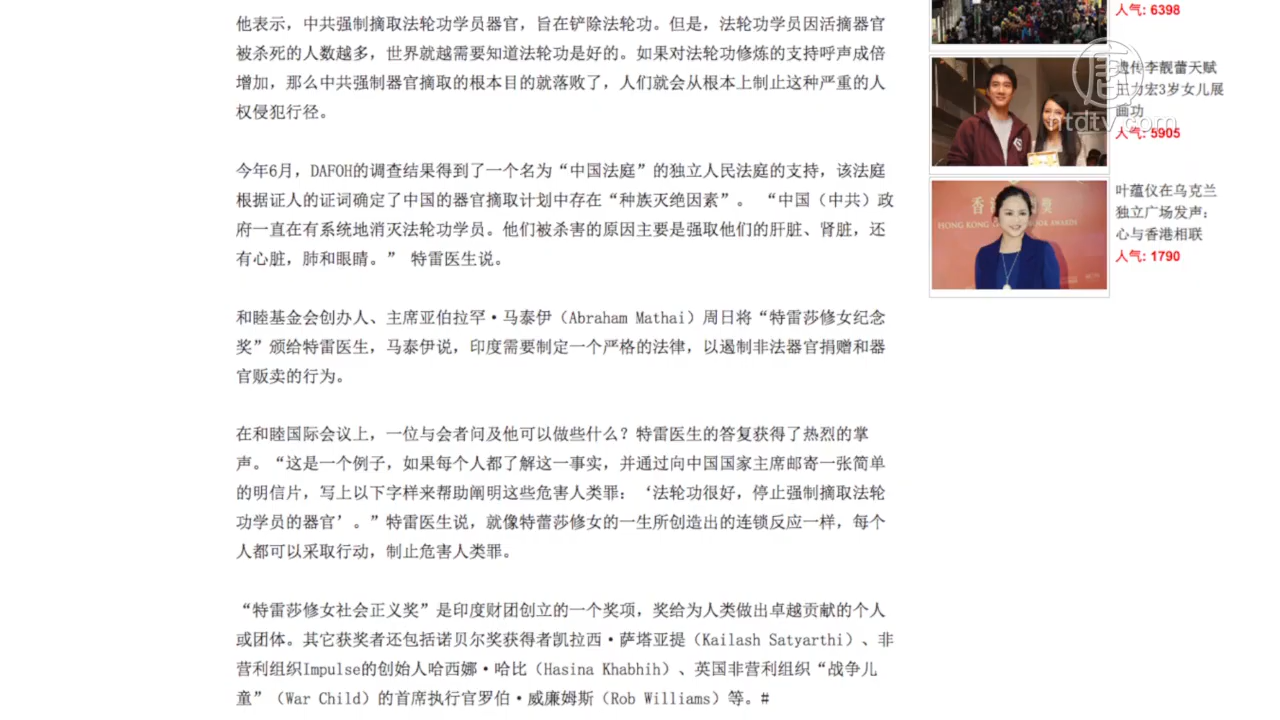 他表示，中共强制摘取法轮功学员器官，旨在铲除法轮功。但是，法轮功学员因活摘器官
被杀死的人数越多，世界就越需要知道法轮功是好的。如果对法轮功修炼的支持呼声成倍
增加，那么中共强制器官摘取的根本目的就落败了，人们就会从根本上制止这种严重的人
权侵犯行径。
今年6月，DAFOH的调查结果得到了一个名为“中国法庭”的独立人民法庭的支持，该法庭
根据证人的证词确定了中国的器官摘取计划中存在“种族灭绝因素”。 “中国（中共）政
府一直在有系统地消灭法轮功学员。他们被杀害的原因主要是强取他们的肝脏、肾脏，还
有心脏，肺和眼睛。” 特雷医生说。
和睦基金会创办人、主席亚伯拉罕·马泰伊（Abraham Mathai）周日将“特雷莎修女纪念
奖”颁给特雷医生，马泰伊说，印度需要制定一个严格的法律，以遏制非法器官捐赠和器
官贩卖的行为。
在和睦国际会议上，一位与会者问及他可以做些什么？特雷医生的答复获得了热烈的掌
声。“这是一个例子，如果每个人都了解这一事实，并通过向中国国家主席邮寄一张简单
的明信片，写上以下字样来帮助阐明这些危害人类罪：‘法轮功很好，停止强制摘取法轮
功学员的器官’。”特雷医生说，就像特蕾莎修女的一生所创造出的连锁反应一样，每个
人都可以采取行动，制止危害人类罪。
“特雷莎修女社会正义奖”是印度财团创立的一个奖项，奖给为人类做出卓越贡献的个人
或团体。其它获奖者还包括诺贝尔奖获得者凯拉西·萨塔亚提（Kailash Satyarthi）、非
营利组织Impulse的创始人哈西娜·哈比（Hasina Khabhih）、英国非营利组织“战争儿
童”（War Child）的首席执行官罗伯·威廉姆斯（Rob Williams）等。#
人气: 6398
遗传李靓蕾天赋
王力宏3岁女儿展
画功
人气: 5905
ntdtv.com
叶蕴仪在乌克兰
独立广场发声：
心与香港相联
人气: 1790